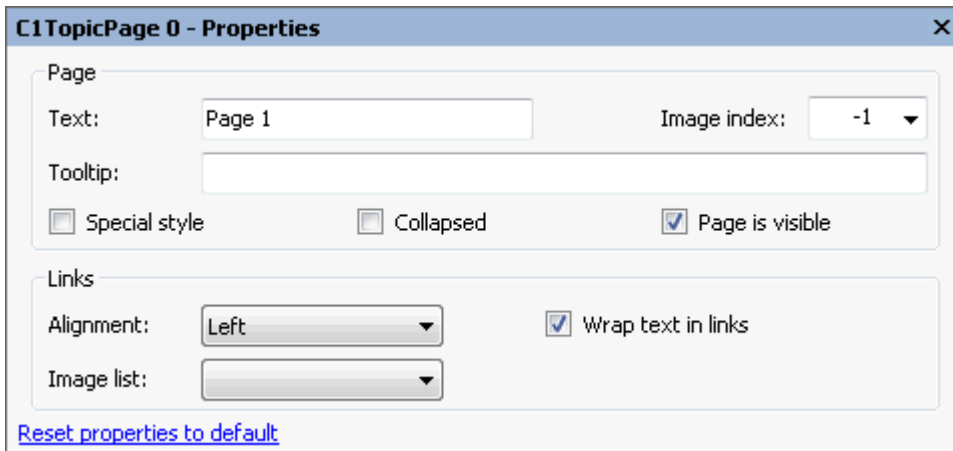 C1TopicPage 0 - Properties
Page
Text: Page 1 Image index: -1
Tooltip:
Special style Collapsed Page is visible
Links
Alignment: Left Wrap text in links
Image list:
Reset properties to default